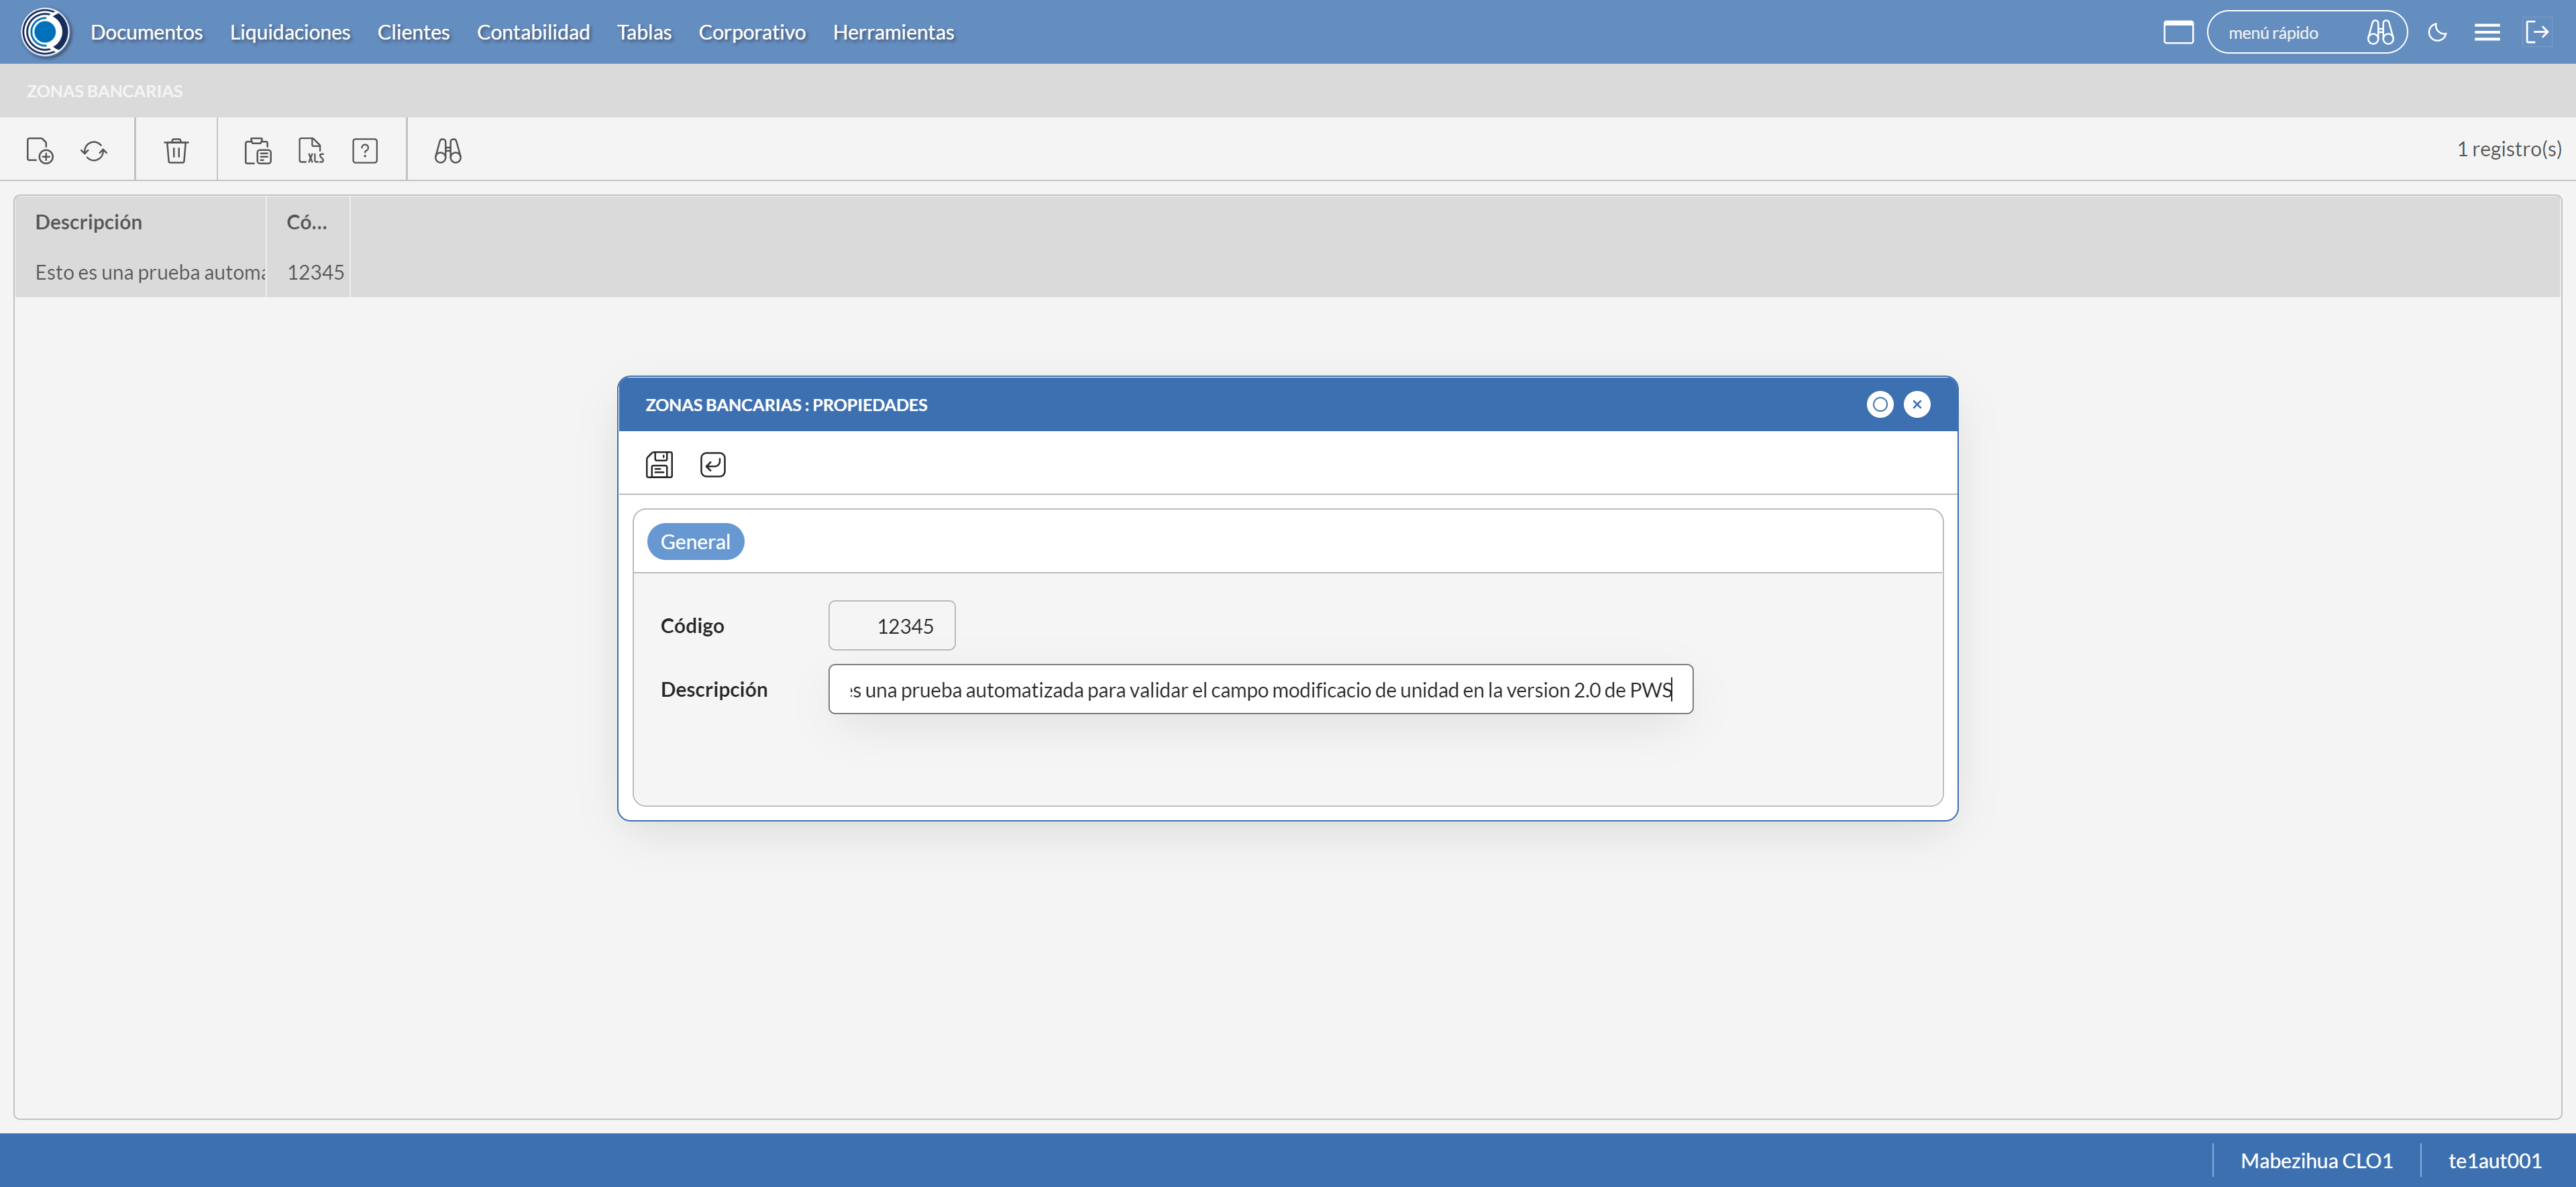 Documentos Liquidaciones Clientes Contabilidad Tablas Corporativo Herramientas menú rápido
ZONAS BANCARIAS
XLS ? 1 registro(s)
Descripción Có...
Esto es una prueba automa 12345
ZONAS BANCARIAS : PROPIEDADES
General
Código 12345
Descripción es una prueba automatizada para validar el campo modificacio de unidad en la version 2.0 de PWS
Mabezihua CLO1 te1aut001